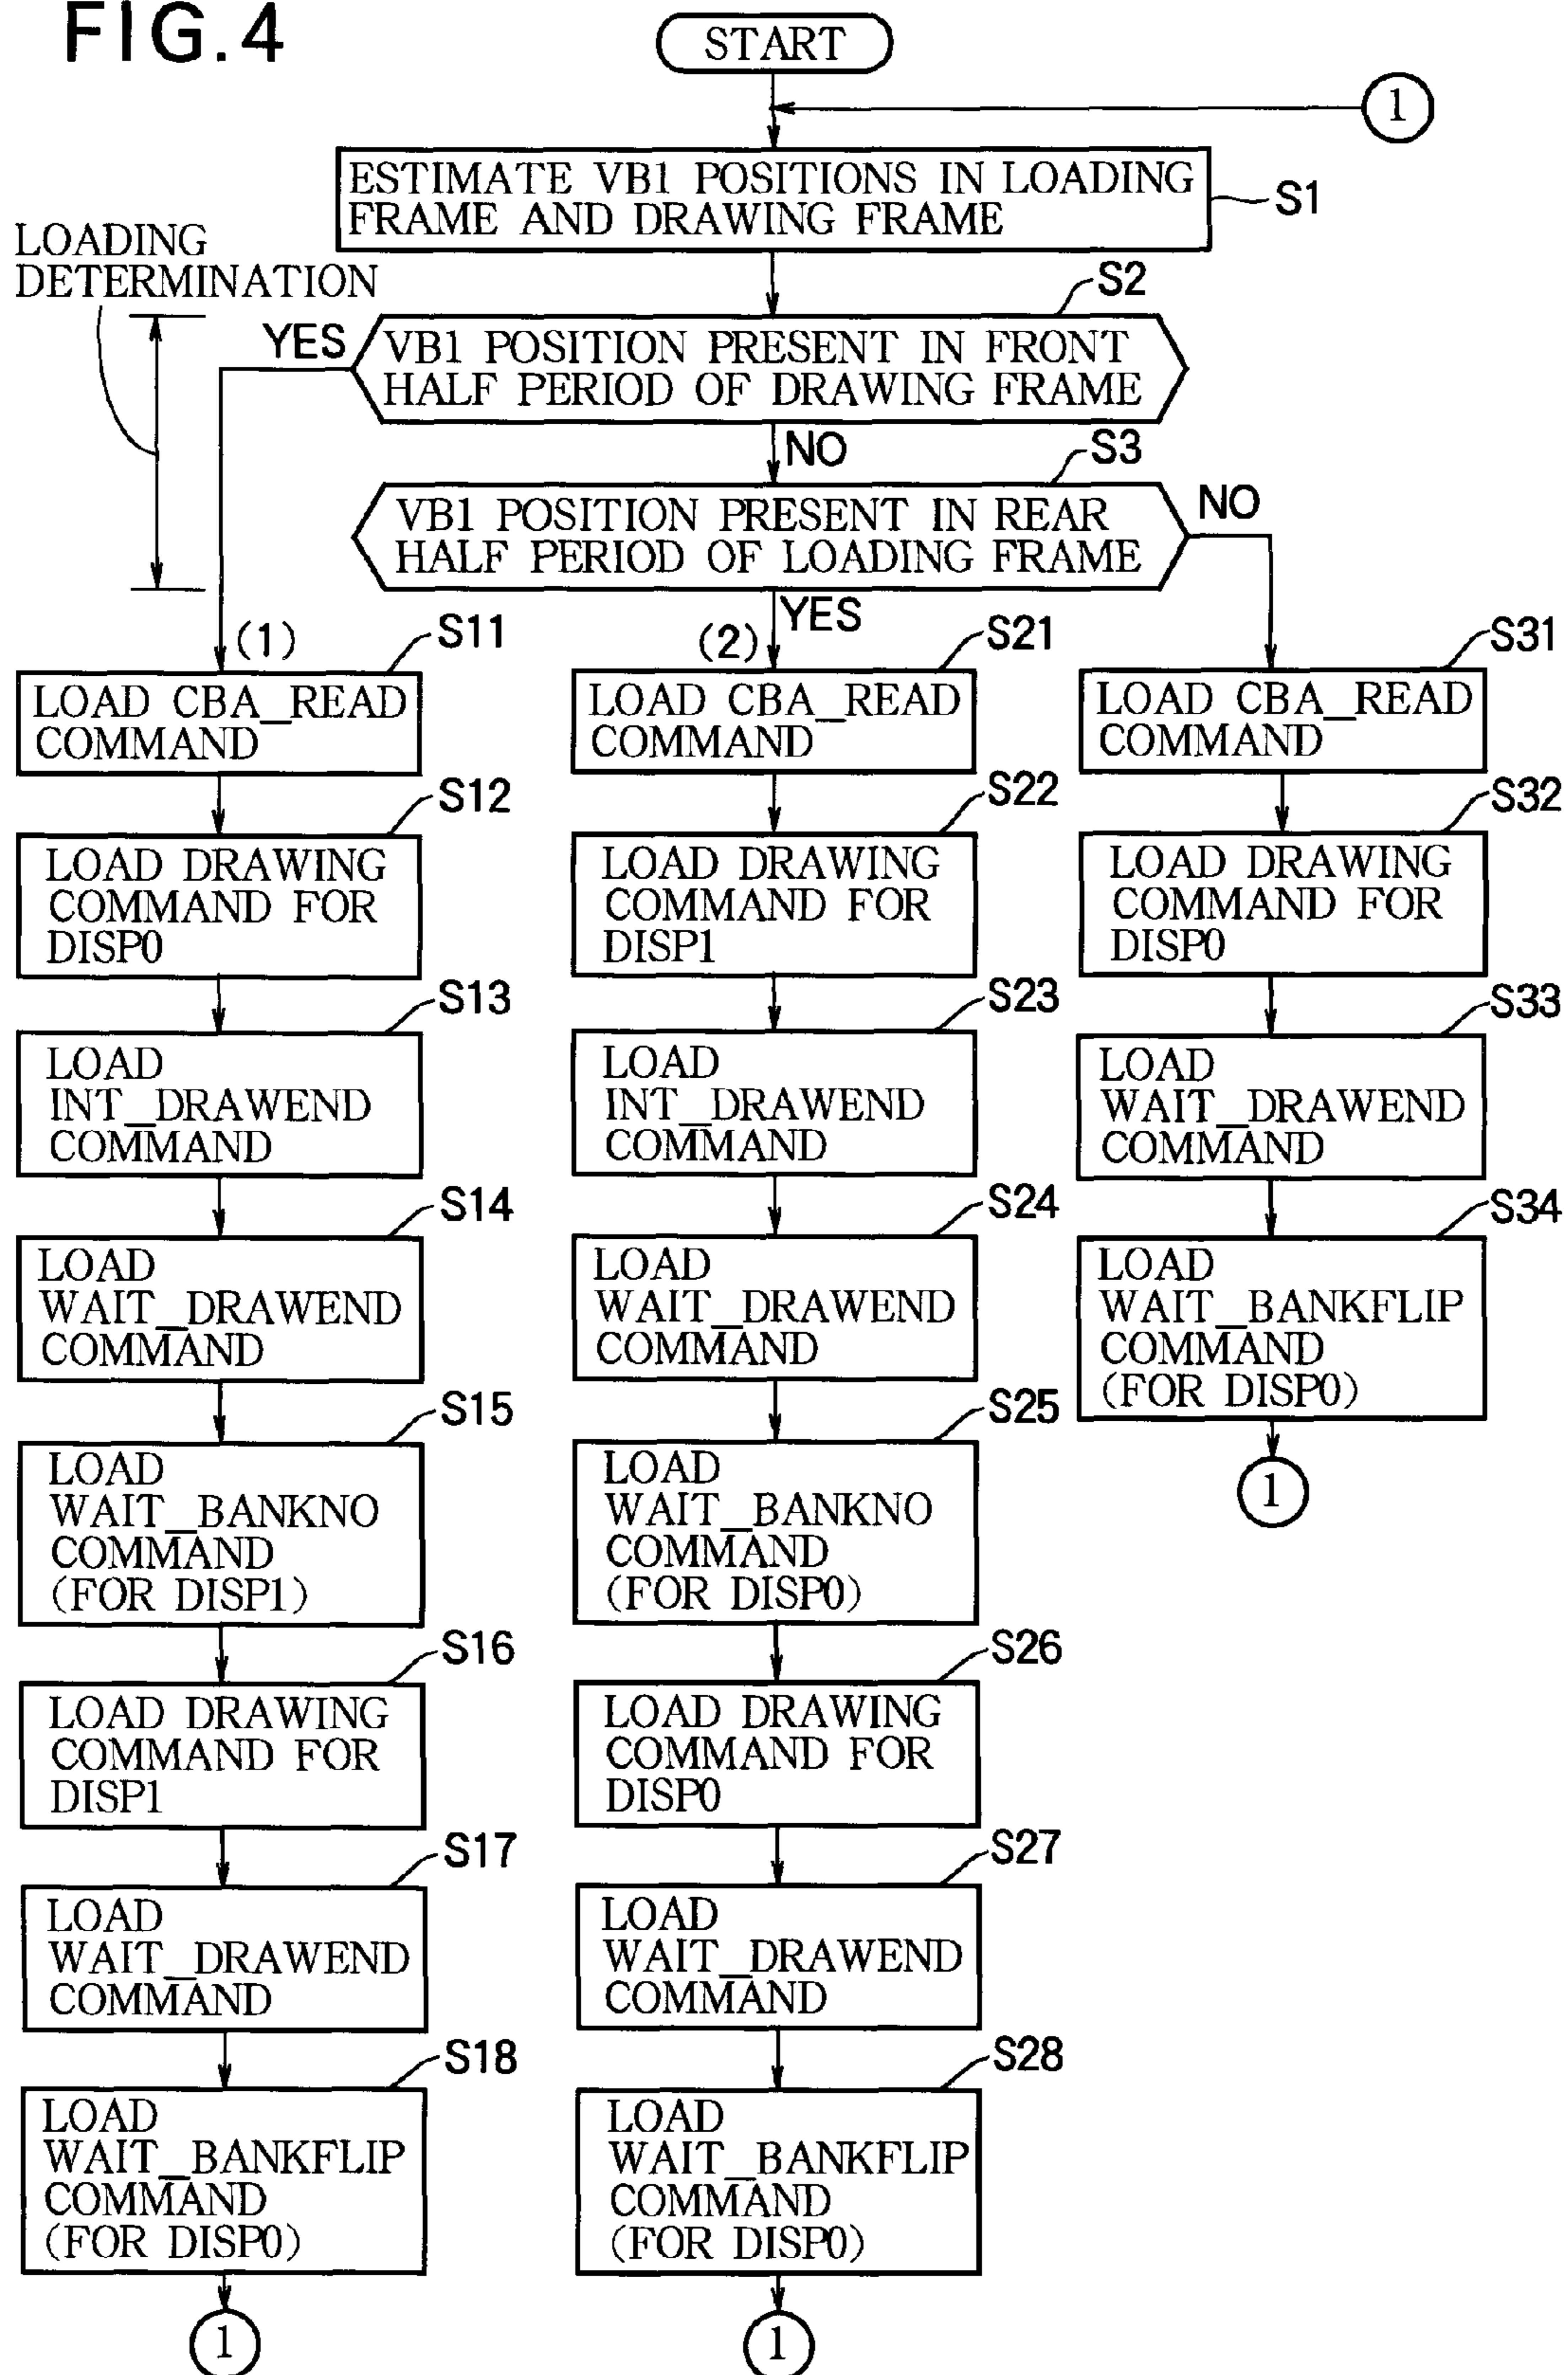 FIG.4
START
1
ESTIMATE VB1 POSITIONS IN LOADING
FRAME AND DRAWING FRAME
S1
LOADING
DETERMINATION
S2
YES
VB1 POSITION PRESENT IN FRONT
HALF PERIOD OF DRAWING FRAME
NO
S3
VB1 POSITION PRESENT IN REAR
HALF PERIOD OF LOADING FRAME
NO
YES
(1)
S11
LOAD CBA_READ
COMMAND
S12
LOAD DRAWING
COMMAND FOR
DISP0
S13
LOAD
INT_DRAWEND
COMMAND
S14
LOAD
WAIT_DRAWEND
COMMAND
S15
LOAD
WAIT_BANKNO
COMMAND
(FOR DISP1)
S16
LOAD DRAWING
COMMAND FOR
DISP1
S17
LOAD
WAIT_DRAWEND
COMMAND
S18
LOAD
WAIT_BANKFLIP
COMMAND
(FOR DISP0)
1
(2)
S21
LOAD CBA_READ
COMMAND
S22
LOAD DRAWING
COMMAND FOR
DISP1
S23
LOAD
INT_DRAWEND
COMMAND
S24
LOAD
WAIT_DRAWEND
COMMAND
S25
LOAD
WAIT_BANKNO
COMMAND
(FOR DISP0)
S26
LOAD DRAWING
COMMAND FOR
DISP0
S27
LOAD
WAIT_DRAWEND
COMMAND
S28
LOAD
WAIT_BANKFLIP
COMMAND
(FOR DISP0)
1
S31
LOAD CBA_READ
COMMAND
S32
LOAD DRAWING
COMMAND FOR
DISP0
S33
LOAD
WAIT_DRAWEND
COMMAND
S34
LOAD
WAIT_BANKFLIP
COMMAND
(FOR DISP0)
1